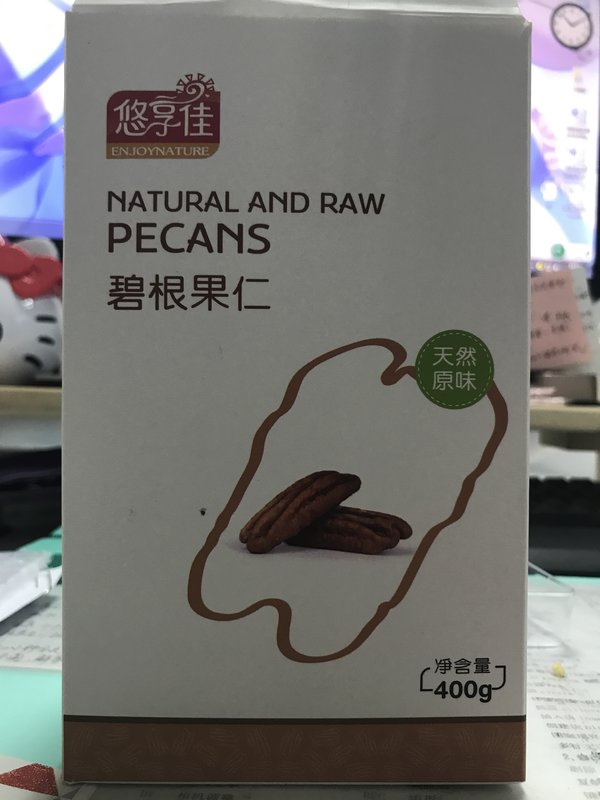 悠享佳
ENJOYNATURE
NATURAL AND RAW
PECANS
碧根果仁
天然
原味
凈含量
400g